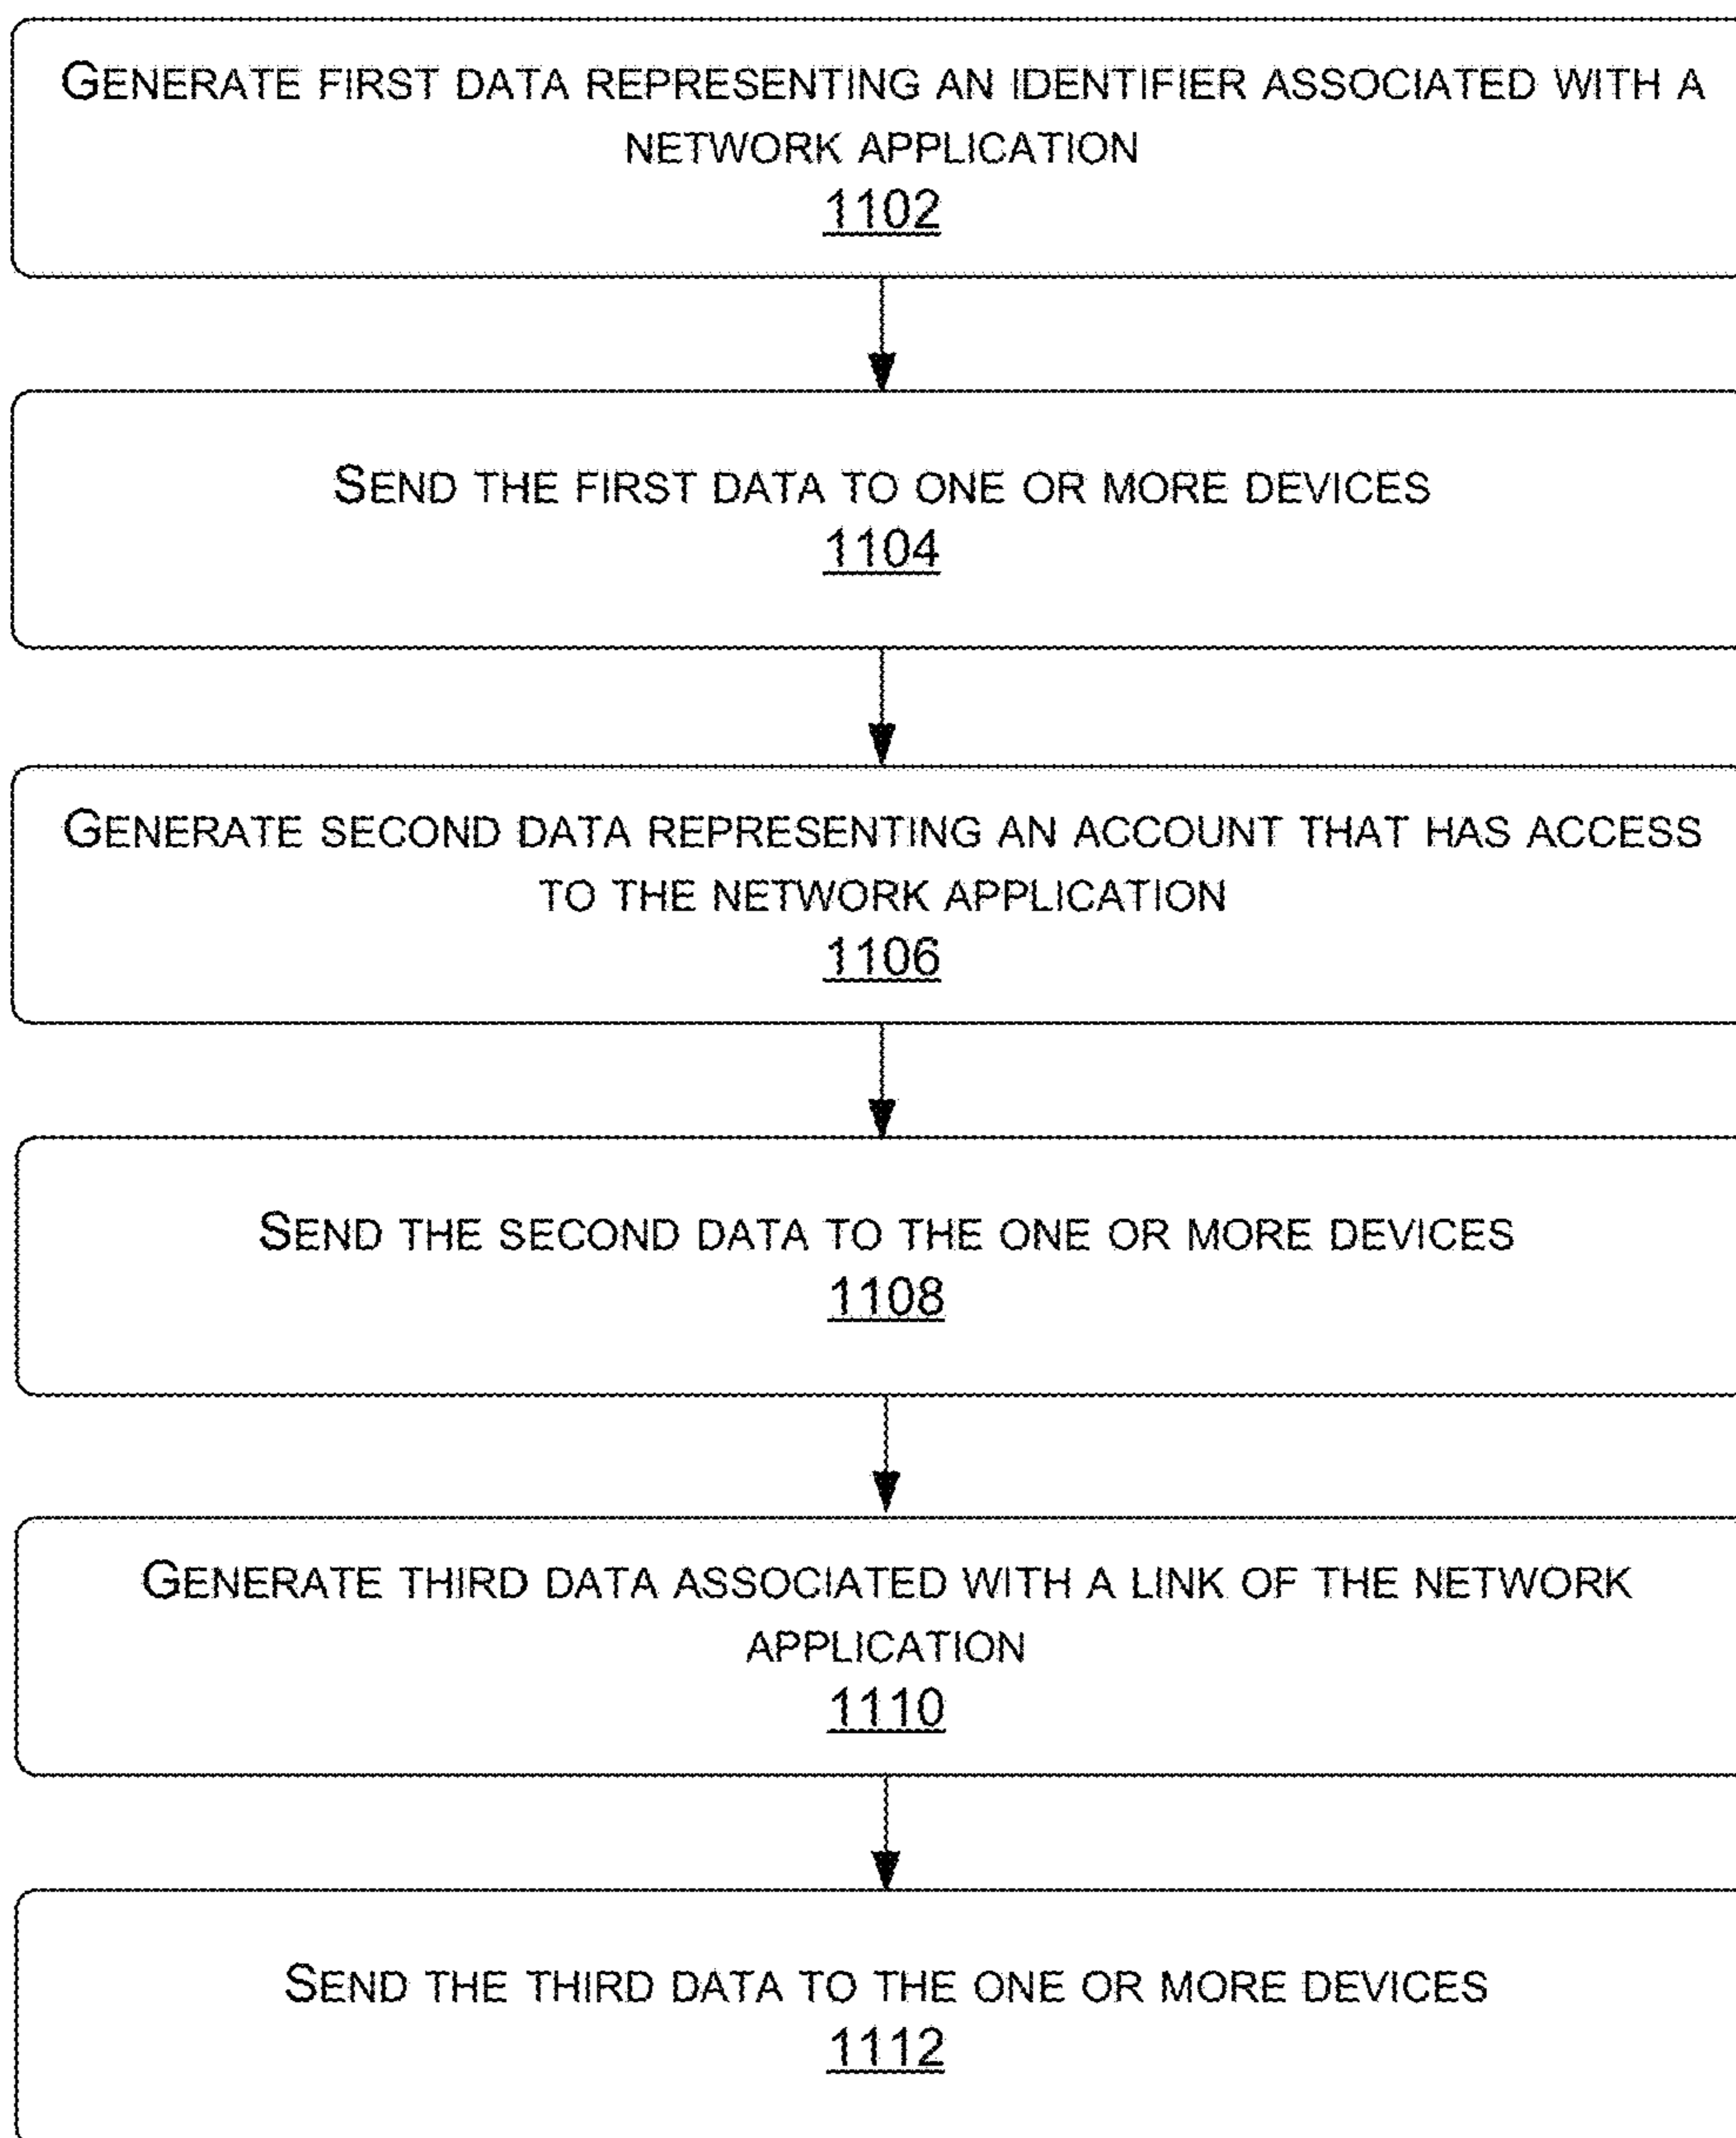 GENERATE FIRST DATA REPRESENTING AN IDENTIFIER ASSOCIATED WITH A
NETWORK APPLICATION
1102
SEND THE FIRST DATA TO ONE OR MORE DEVICES
1104
GENERATE SECOND DATA REPRESENTING AN ACCOUNT THAT HAS ACCESS
TO THE NETWORK APPLICATION
1106
SEND THE SECOND DATA TO THE ONE OR MORE DEVICES
1108
GENERATE THIRD DATA ASSOCIATED WITH A LINK OF THE NETWORK
APPLICATION
1110
SEND THE THIRD DATA TO THE ONE OR MORE DEVICES
1112